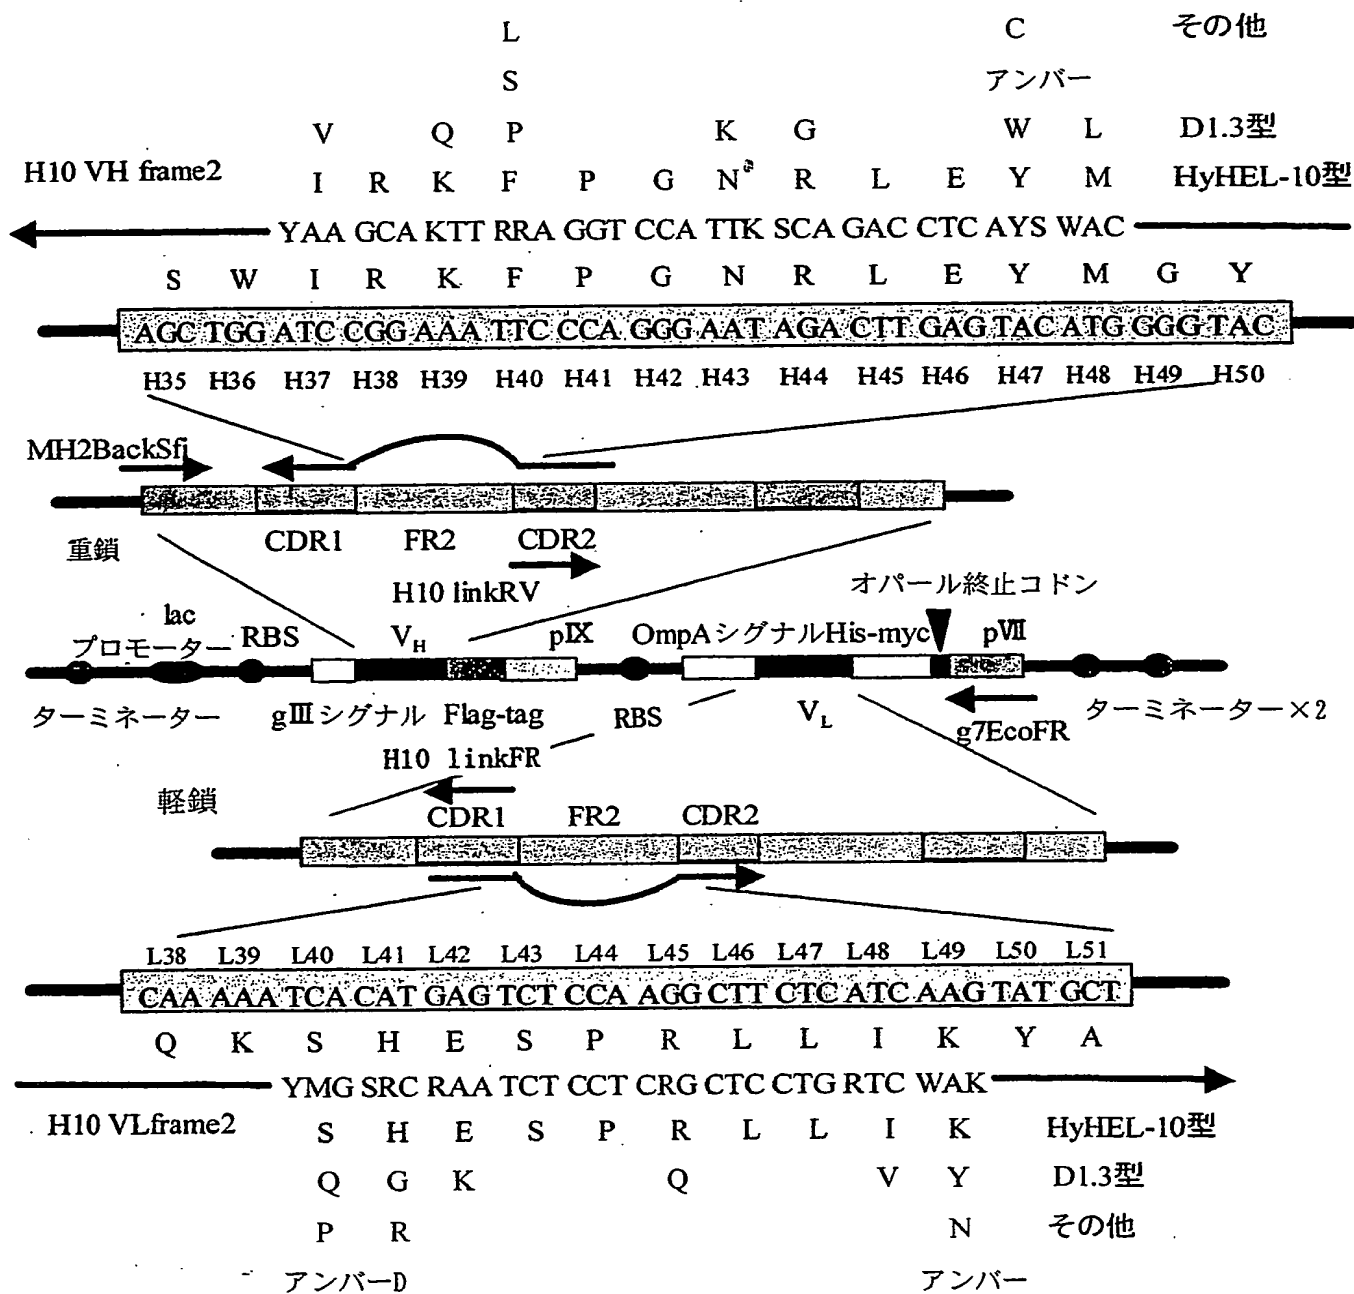 L C その他
S アンバー
V Q P K G W L D1.3型
H10 VH frame2 I R K F P G N R L E Y M HyHEL-10型
YAA GCA KTT RRA GGT CCA TTK SCA GAC CTC AYS WAC
S W I R K F P G N R L E Y M G Y
AGC TGG ATC CGG AAA TTC CCA GGG AAT AGA CTT GAG TAC ATG GGG TAC
H35 H36 H37 H38 H39 H40 H41 H42 H43 H44 H45 H46 H47 H48 H49 H50
MH2BackSfi
CDR1 FR2 CDR2
重鎖
H10 linkRV
オパール終止コドン
lac
プロモーター RBS VH pIX OmpAシグナル His-myc pVII
ターミネーター gIIIシグナル Flag-tag RBS VL g7EcoFR ターミネーター×2
H10 linkFR
軽鎖
CDR1 FR2 CDR2
L38 L39 L40 L41 L42 L43 L44 L45 L46 L47 L48 L49 L50 L51
CAA AAA TCA CAT GAG TCT CCA AGG CTT CTC ATC AAG TAT GCT
Q K S H E S P R L L I K Y A
YMG SRC RAA TCT CCT CRG CTC CTG RTC WAK
H10 VLframe2 S H E S P R L L I K HyHEL-10型
Q G K Q V Y D1.3型
P R N その他
アンバーD アンバー